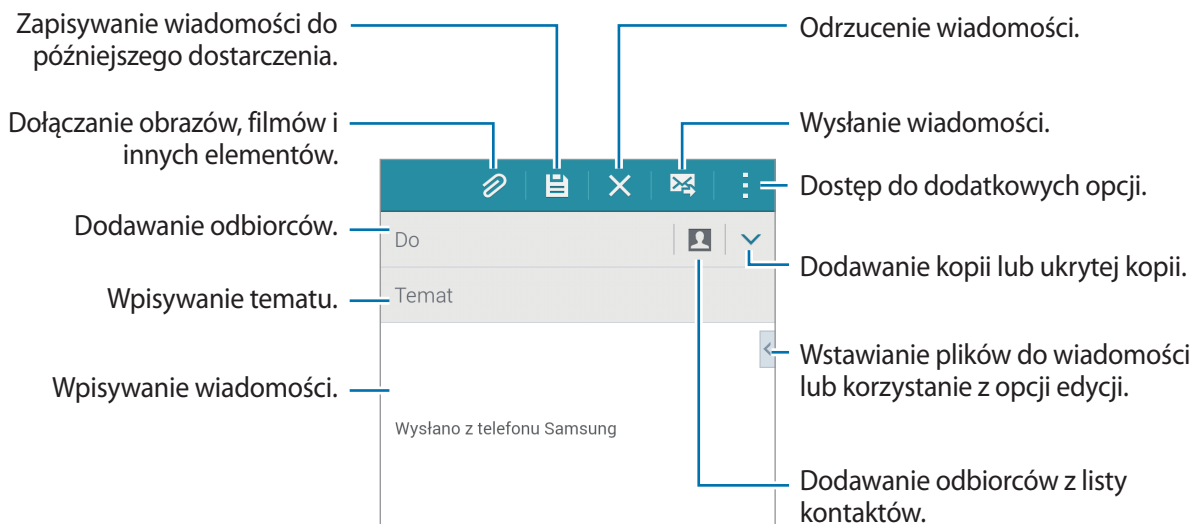 Zapisywanie wiadomości do
późniejszego dostarczenia.
Dołączanie obrazów, filmów i
innych elementów.
Dodawanie odbiorców.
Wpisywanie tematu.
Wpisywanie wiadomości.
Do
Temat
Wysłano z telefonu Samsung
Odrzucenie wiadomości.
Wysłanie wiadomości.
Dostęp do dodatkowych opcji.
Dodawanie kopii lub ukrytej kopii.
Wstawianie plików do wiadomości
lub korzystanie z opcji edycji.
Dodawanie odbiorców z listy
kontaktów.